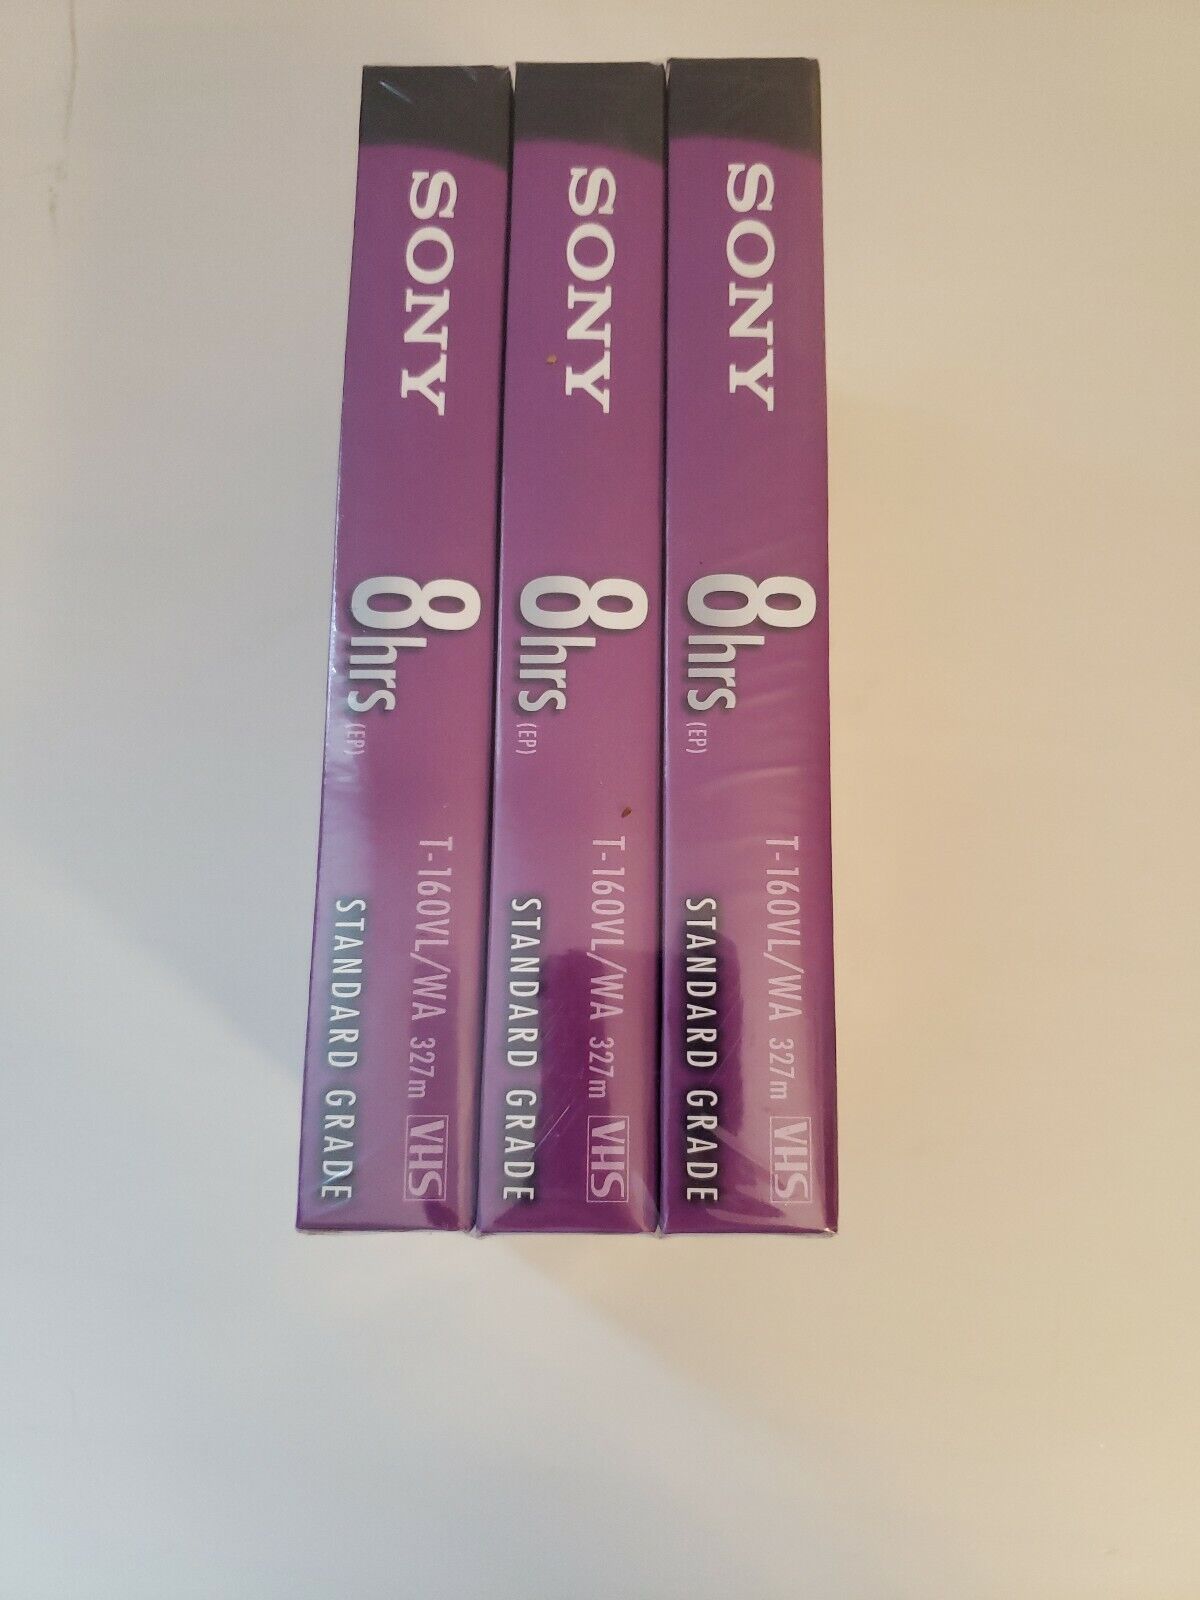 SONY
8hrs (EP)
T-160VL/WA 327m VHS
STANDARD GRADE
SONY
8hrs (EP)
T-160VL/WA 327m VHS
STANDARD GRADE
SONY
8hrs (EP)
T-160VL/WA 327m VHS
STANDARD GRADE